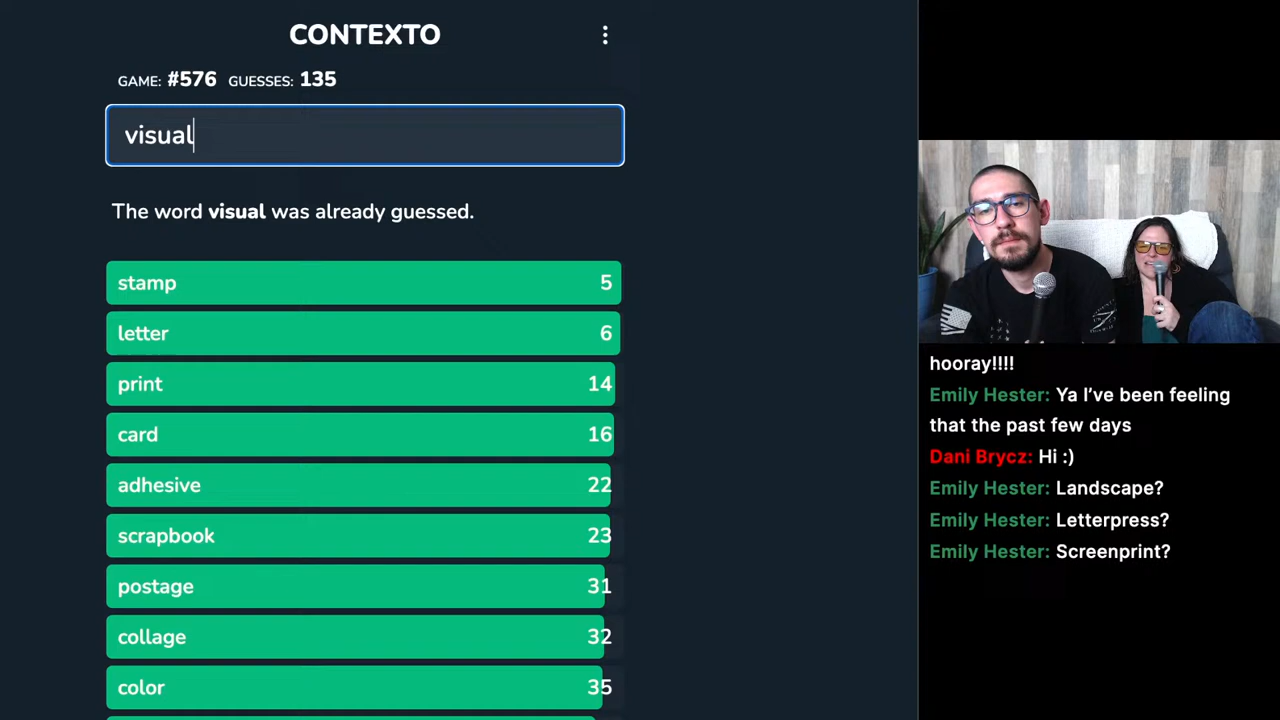 CONTEXTO
GAME: #576 GUESSES: 135
visual
The word visual was already guessed.
stamp 5
letter 6
print 14
card 16
adhesive 22
scrapbook 23
postage 31
collage 32
color 35
hooray!!!!
Emily Hester: Ya I’ve been feeling
that the past few days
Dani Brycz: Hi :)
Emily Hester: Landscape?
Emily Hester: Letterpress?
Emily Hester: Screenprint?